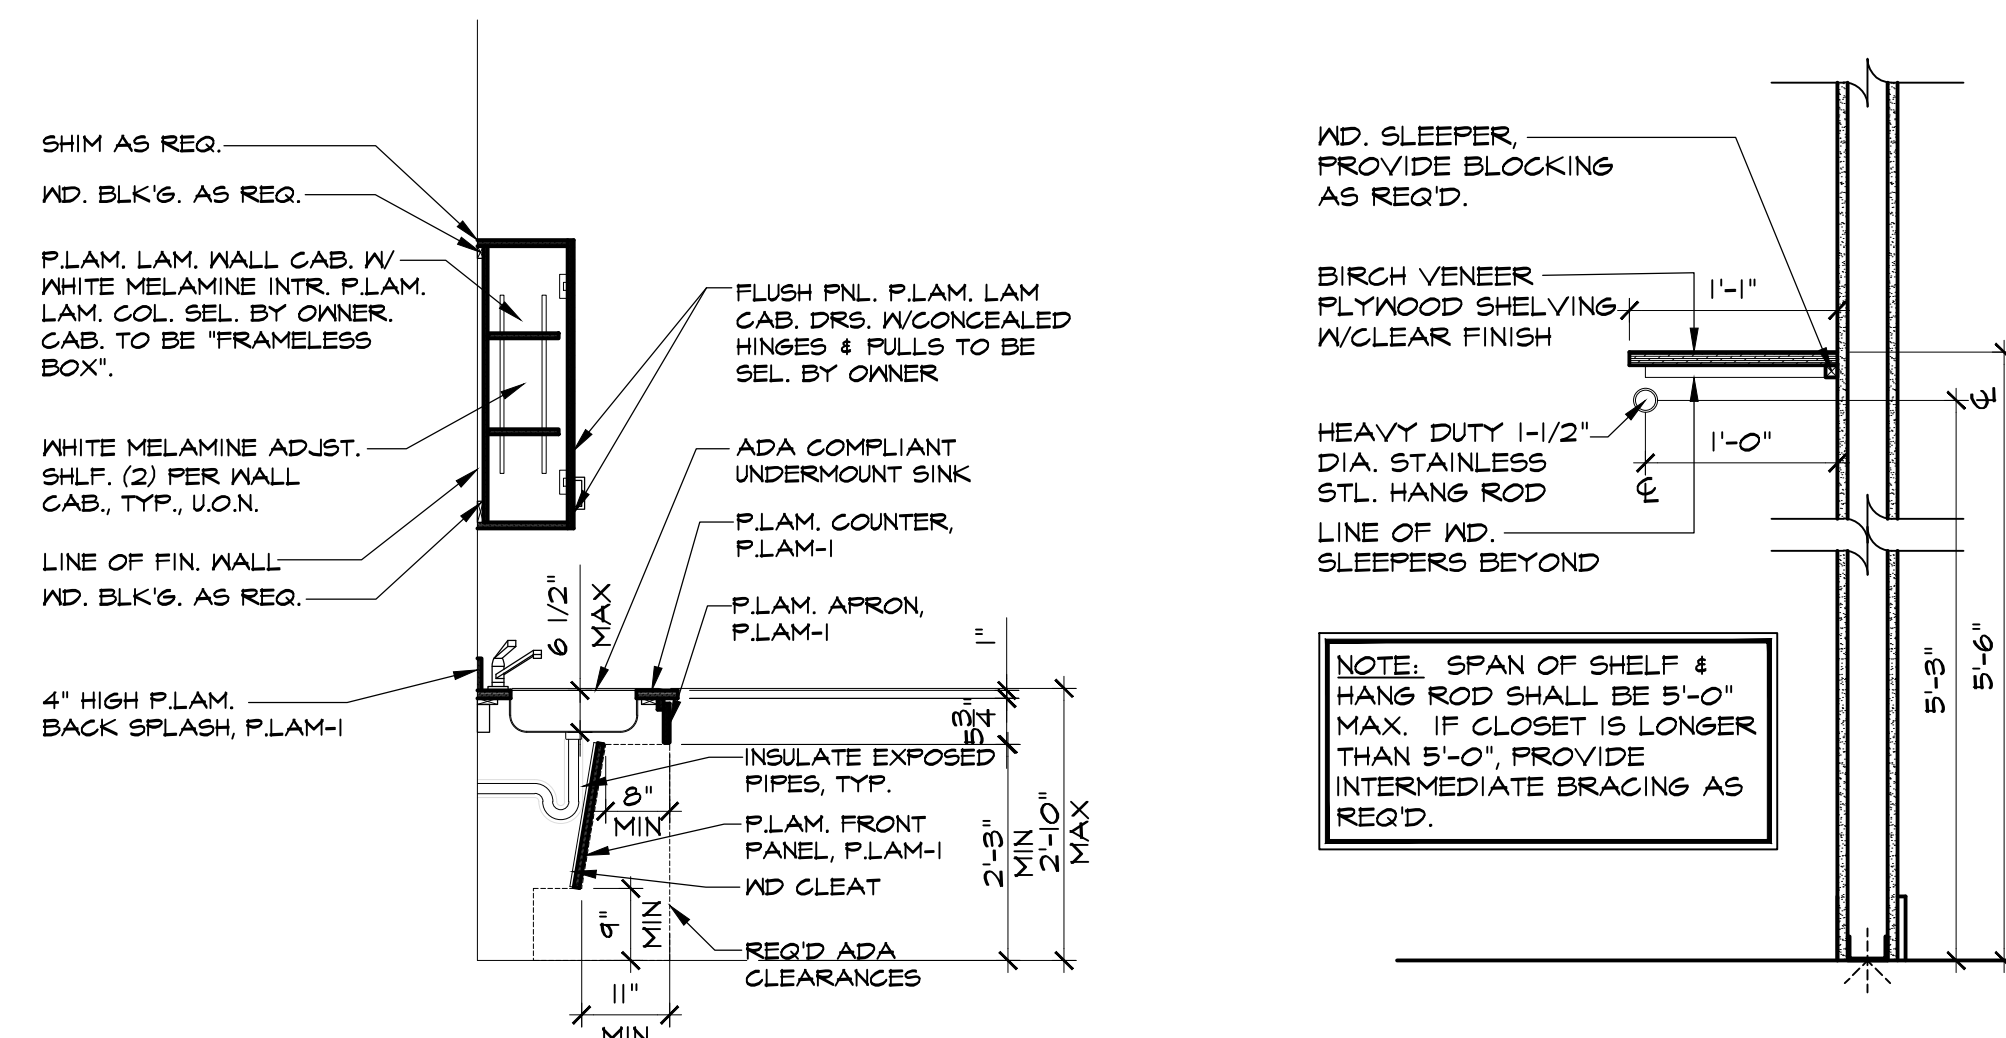 SHIM AS REQ.
WD. BLK'G. AS REQ.
P.LAM. LAM. WALL CAB. W/
WHITE MELAMINE INTR. P.LAM.
LAM. COL. SEL. BY OWNER.
CAB. TO BE "FRAMELESS
BOX".
WHITE MELAMINE ADJST.
SHLF. (2) PER WALL
CAB., TYP., U.O.N.
LINE OF FIN. WALL
WD. BLK'G. AS REQ.
4" HIGH P.LAM.
BACK SPLASH, P.LAM-1
FLUSH PNL. P.LAM. LAM
CAB. DRS. W/CONCEALED
HINGES & PULLS TO BE
SEL. BY OWNER
ADA COMPLIANT
UNDERMOUNT SINK
P.LAM. COUNTER,
P.LAM-1
P.LAM. APRON,
P.LAM-1
6 1/2"
MAX
1"
5 3/4
INSULATE EXPOSED
PIPES, TYP.
8"
MIN
P.LAM. FRONT
PANEL, P.LAM-1
WD CLEAT
2'-3"
MIN
2'-10"
MAX
9"
MIN
REQ'D ADA
CLEARANCES
11"
MIN
WD. SLEEPER,
PROVIDE BLOCKING
AS REQ'D.
BIRCH VENEER
PLYWOOD SHELVING
W/CLEAR FINISH
1'-1"
HEAVY DUTY 1-1/2"
DIA. STAINLESS
STL. HANG ROD
1'-0"
℄
℄
LINE OF WD.
SLEEPERS BEYOND
NOTE: SPAN OF SHELF &
HANG ROD SHALL BE 5'-0"
MAX. IF CLOSET IS LONGER
THAN 5'-0", PROVIDE
INTERMEDIATE BRACING AS
REQ'D.
5'-3"
5'-6"